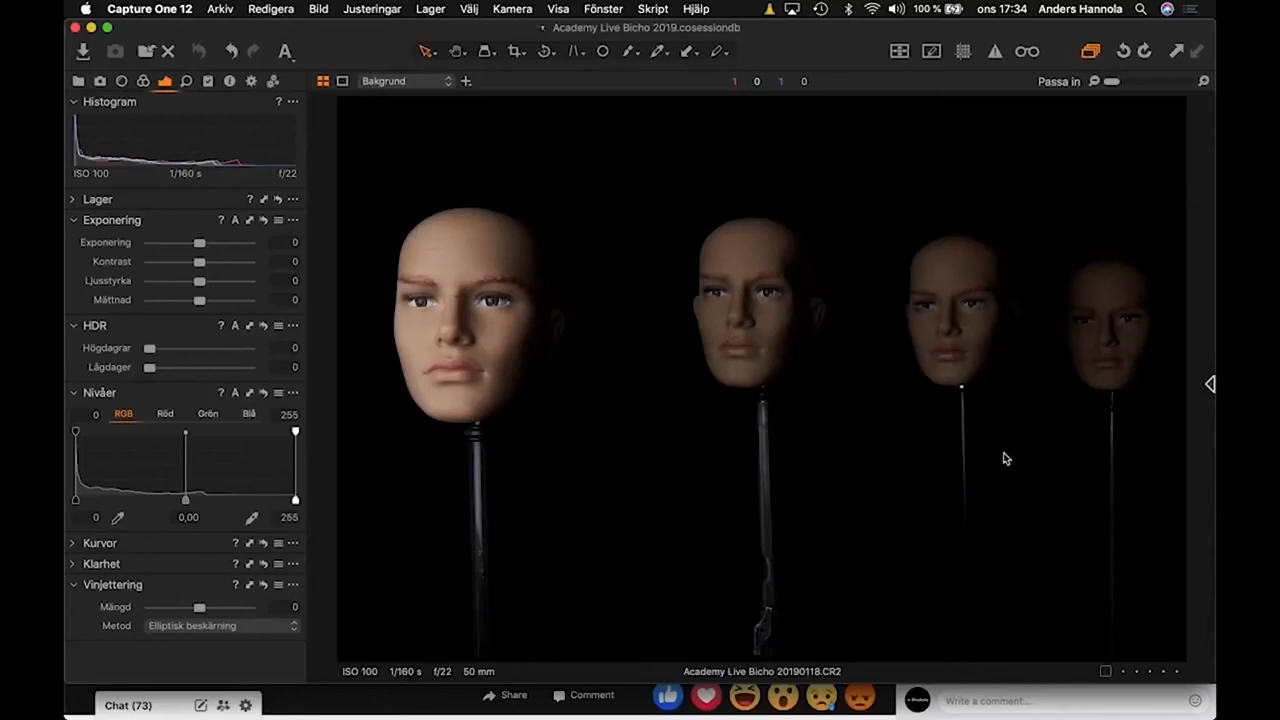 Capture One 12 Arkiv Redigera Bild Justeringar Lager Välj Kamera Visa Fönster Skript Hjälp 100 % ons 17:34 Anders Hannola
Academy Live Bicho 2019.cosessiondb
A
Bakgrund 1 0 1 0 Passa in
Histogram ?
ISO 100 1/160 s f/22
Lager ?
Exponering ? A
Exponering 0
Kontrast 0
Ljusstyrka 0
Mättnad 0
HDR ? A
Högdagrar 0
Lågdager 0
Nivåer ? A
0 RGB Röd Grön Blå 255
0 0,00 255
Kurvor ?
Klarhet ?
Vinjettering ?
Mängd 0
Metod Elliptisk beskärning
ISO 100 1/160 s f/22 50 mm Academy Live Bicho 20190118.CR2
Chat (73) Share Comment Write a comment...